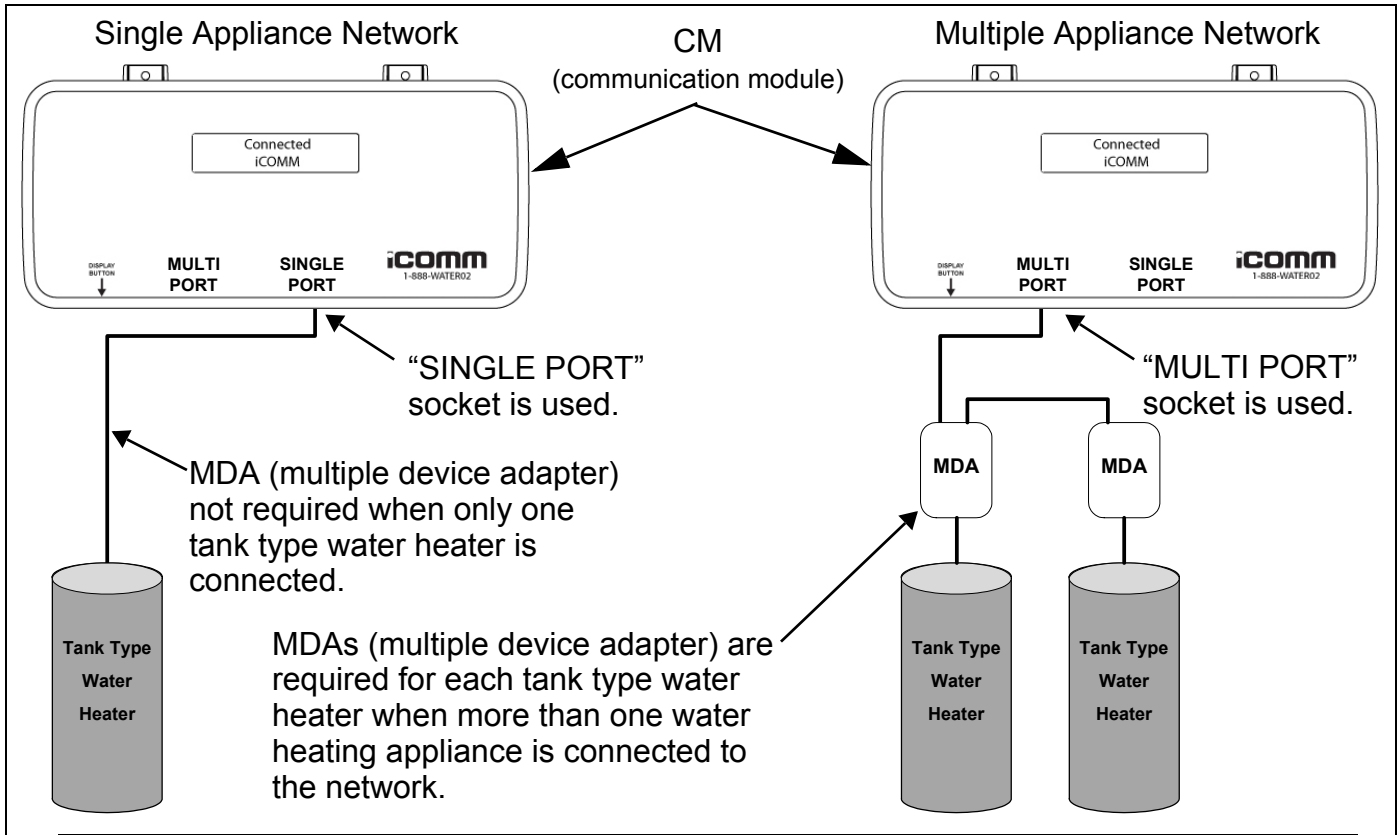 Single Appliance Network
CM
(communication module)
Multiple Appliance Network
Connected
iCOMM
DISPLAY
BUTTON
MULTI
PORT
SINGLE
PORT
iCOMM
1-888-WATER02
Connected
iCOMM
DISPLAY
BUTTON
MULTI
PORT
SINGLE
PORT
iCOMM
1-888-WATER02
“SINGLE PORT”
socket is used.
“MULTI PORT”
socket is used.
MDA (multiple device adapter)
not required when only one
tank type water heater is
connected.
MDA
MDA
MDAs (multiple device adapter) are
required for each tank type water
heater when more than one water
heating appliance is connected to
the network.
Tank Type
Water
Heater
Tank Type
Water
Heater
Tank Type
Water
Heater